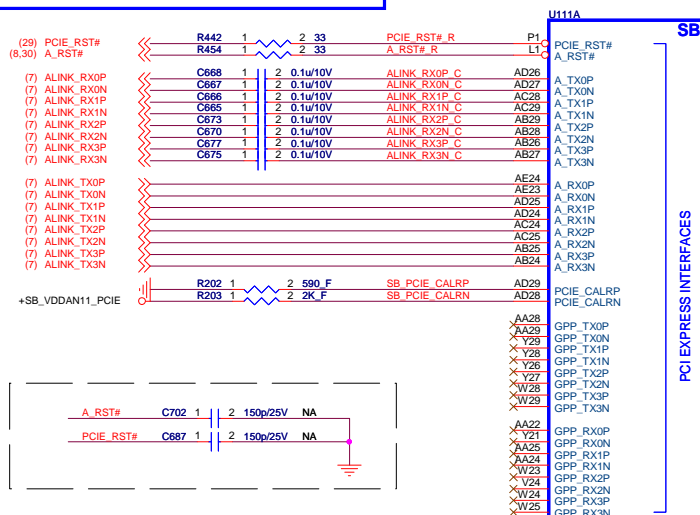 U111A
SB
(29) PCIE_RST# R442 1 2 33 PCIE_RST#_R P1 PCIE_RST#
(8,30) A_RST# R454 1 2 33 A_RST#_R L1 A_RST#
(7) ALINK_RX0P C668 1 2 0.1u/10V ALINK_RX0P_C AD26 A_TX0P
(7) ALINK_RX0N C667 1 2 0.1u/10V ALINK_RX0N_C AD27 A_TX0N
(7) ALINK_RX1P C666 1 2 0.1u/10V ALINK_RX1P_C AC28 A_TX1P
(7) ALINK_RX1N C665 1 2 0.1u/10V ALINK_RX1N_C AC29 A_TX1N
(7) ALINK_RX2P C673 1 2 0.1u/10V ALINK_RX2P_C AB29 A_TX2P
(7) ALINK_RX2N C670 1 2 0.1u/10V ALINK_RX2N_C AB28 A_TX2N
(7) ALINK_RX3P C677 1 2 0.1u/10V ALINK_RX3P_C AB26 A_TX3P
(7) ALINK_RX3N C675 1 2 0.1u/10V ALINK_RX3N_C AB27 A_TX3N
(7) ALINK_TX0P AE24 A_RX0P
(7) ALINK_TX0N AE23 A_RX0N
(7) ALINK_TX1P AD25 A_RX1P
(7) ALINK_TX1N AD24 A_RX1N
(7) ALINK_TX2P AC24 A_RX2P
(7) ALINK_TX2N AC25 A_RX2N
(7) ALINK_TX3P AB25 A_RX3P
(7) ALINK_TX3N AB24 A_RX3N
R202 1 2 590_F SB_PCIE_CALRP AD29 PCIE_CALRP
+SB_VDDAN11_PCIE R203 1 2 2K_F SB_PCIE_CALRN AD28 PCIE_CALRN
AA28 GPP_TX0P
AA29 GPP_TX0N
Y29 GPP_TX1P
Y28 GPP_TX1N
Y26 GPP_TX2P
Y27 GPP_TX2N
W28 GPP_TX3P
W29 GPP_TX3N
AA22 GPP_RX0P
Y21 GPP_RX0N
AA25 GPP_RX1P
AA24 GPP_RX1N
W23 GPP_RX2P
V24 GPP_RX2N
W24 GPP_RX3P
W25 GPP_RX3N
PCI EXPRESS INTERFACES
A_RST# C702 1 2 150p/25V NA
PCIE_RST# C687 1 2 150p/25V NA